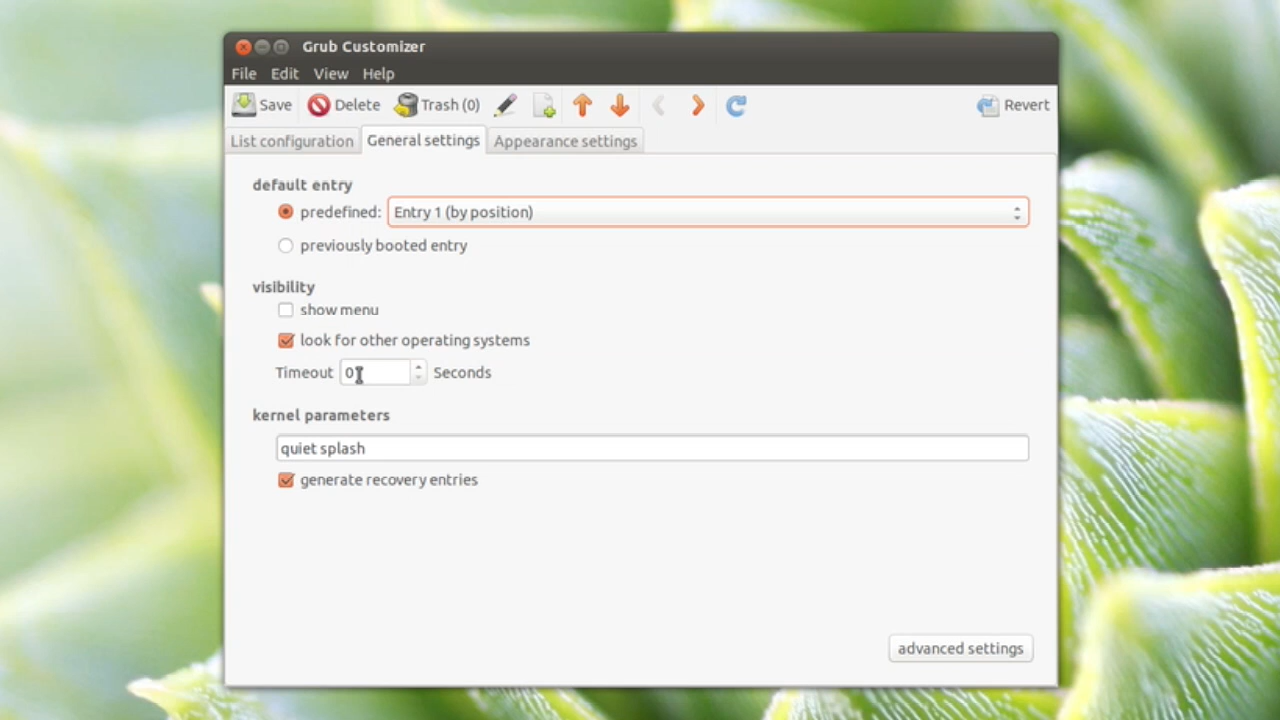 Grub Customizer
File Edit View Help
Save Delete Trash (0) Revert
List configuration General settings Appearance settings
default entry
predefined: Entry 1 (by position)
previously booted entry
visibility
show menu
look for other operating systems
Timeout 0 Seconds
kernel parameters
quiet splash
generate recovery entries
advanced settings